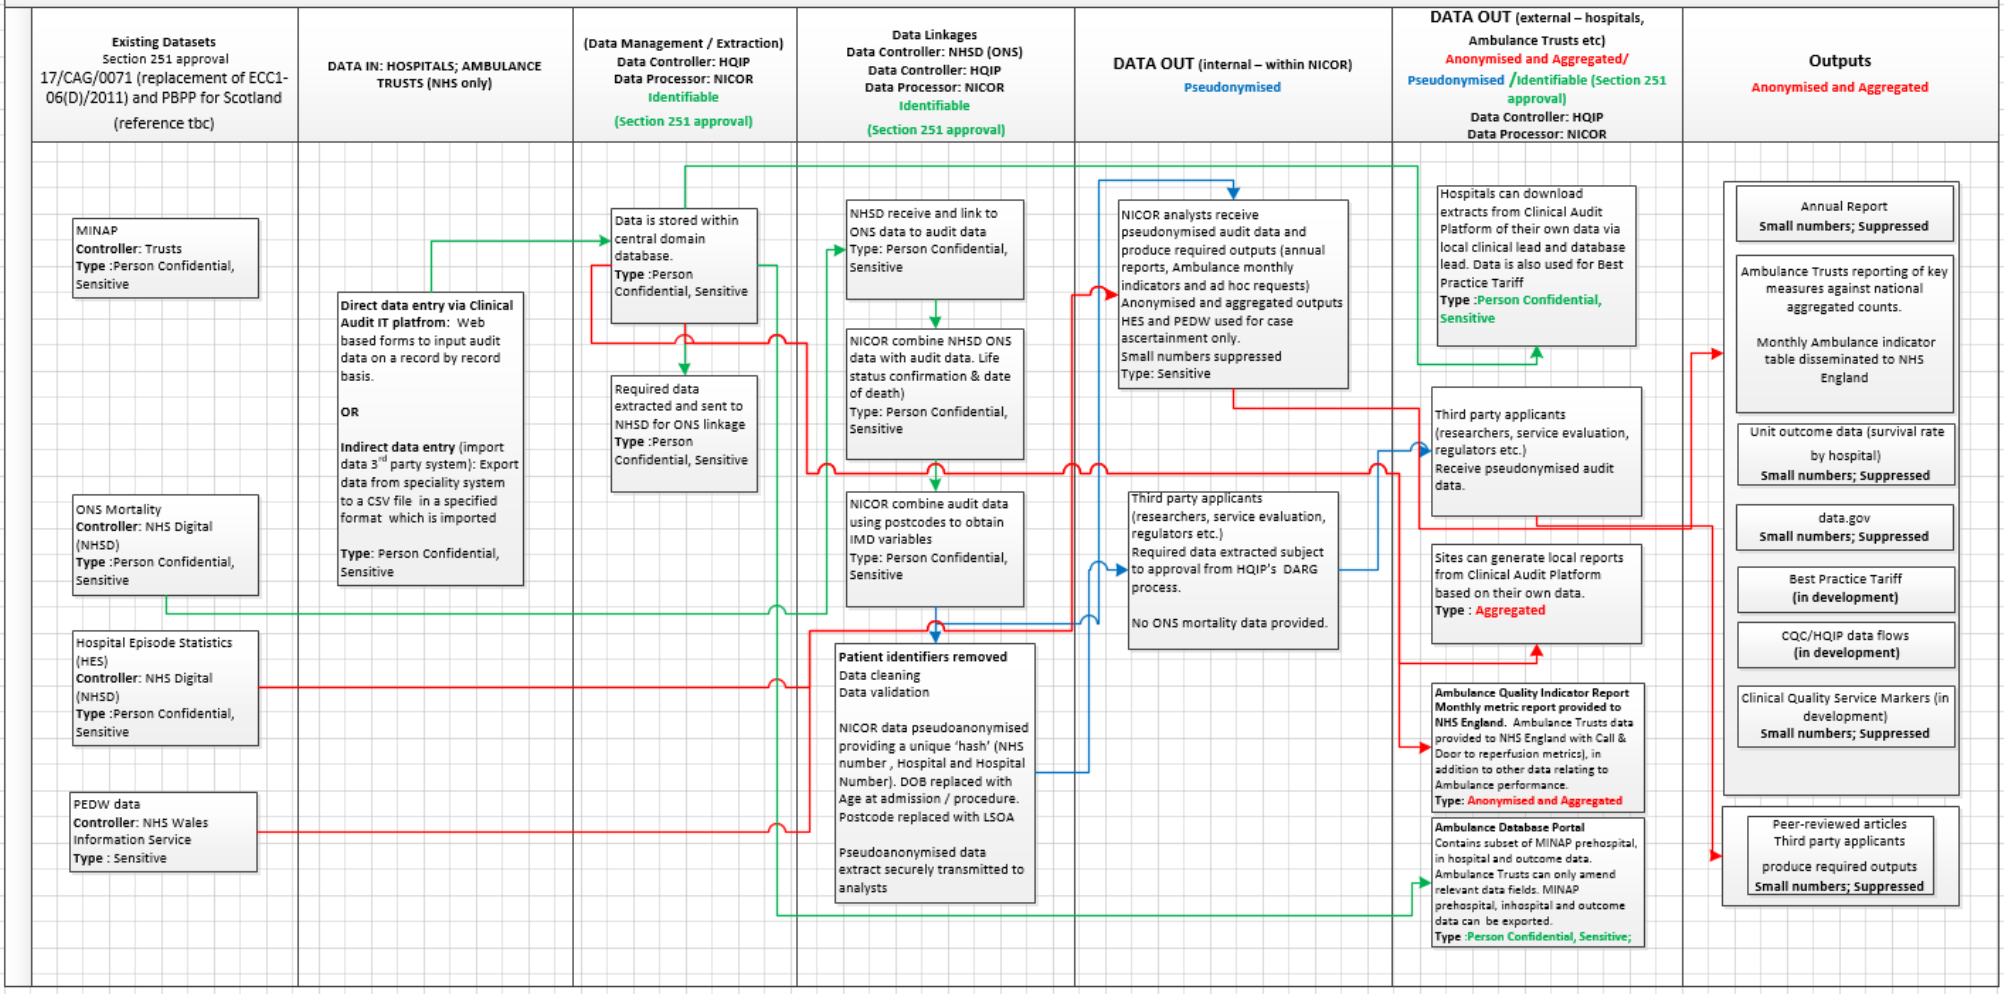 Existing Datasets
Section 251 approval
17/CAG/0071 (replacement of ECC1-
06(D)/2011) and PBPP for Scotland
(reference tbc)
DATA IN: HOSPITALS; AMBULANCE
TRUSTS (NHS only)
(Data Management / Extraction)
Data Controller: HQIP
Data Processor: NICOR
Identifiable
(Section 251 approval)
Data Linkages
Data Controller: NHSD (ONS)
Data Controller: HQIP
Data Processor: NICOR
Identifiable
(Section 251 approval)
DATA OUT (internal – within NICOR)
Pseudonymised
DATA OUT (external – hospitals,
Ambulance Trusts etc)
Anonymised and Aggregated/
Pseudonymised /Identifiable (Section 251
approval)
Data Controller: HQIP
Data Processor: NICOR
Outputs
Anonymised and Aggregated
MINAP
Controller: Trusts
Type :Person Confidential,
Sensitive
ONS Mortality
Controller: NHS Digital
(NHSD)
Type :Person Confidential,
Sensitive
Hospital Episode Statistics
(HES)
Controller: NHS Digital
(NHSD)
Type :Person Confidential,
Sensitive
PEDW data
Controller: NHS Wales
Information Service
Type : Sensitive
Direct data entry via Clinical
Audit IT platfrom: Web
based forms to input audit
data on a record by record
basis.
OR
Indirect data entry (import
data 3rd party system): Export
data from speciality system
to a CSV file in a specified
format which is imported
Type: Person Confidential,
Sensitive
Data is stored within
central domain
database.
Type :Person
Confidential, Sensitive
Required data
extracted and sent to
NHSD for ONS linkage
Type :Person
Confidential, Sensitive
NHSD receive and link to
ONS data to audit data
Type: Person Confidential,
Sensitive
NICOR combine NHSD ONS
data with audit data. Life
status confirmation & date
of death)
Type: Person Confidential,
Sensitive
NICOR combine audit data
using postcodes to obtain
IMD variables
Type: Person Confidential,
Sensitive
Patient identifiers removed
Data cleaning
Data validation
NICOR data pseudoanonymised
providing a unique ‘hash’ (NHS
number , Hospital and Hospital
Number). DOB replaced with
Age at admission / procedure.
Postcode replaced with LSOA
Pseudoanonymised data
extract securely transmitted to
analysts
NICOR analysts receive
pseudonymised audit data and
produce required outputs (annual
reports, Ambulance monthly
indicators and ad hoc requests)
Anonymised and aggregated outputs
HES and PEDW used for case
ascertainment only.
Small numbers suppressed
Type: Sensitive
Third party applicants
(researchers, service evaluation,
regulators etc.)
Required data extracted subject
to approval from HQIP’s DARG
process.
No ONS mortality data provided.
Hospitals can download
extracts from Clinical Audit
Platform of their own data via
local clinical lead and database
lead. Data is also used for Best
Practice Tariff
Type :Person Confidential,
Sensitive
Third party applicants
(researchers, service evaluation,
regulators etc.)
Receive pseudonymised audit
data.
Sites can generate local reports
from Clinical Audit Platform
based on their own data.
Type : Aggregated
Ambulance Quality Indicator Report
Monthly metric report provided to
NHS England. Ambulance Trusts data
provided to NHS England with Call &
Door to reperfusion metrics), in
addition to other data relating to
Ambulance performance.
Type: Anonymised and Aggregated
Ambulance Database Portal
Contains subset of MINAP prehospital,
in hospital and outcome data.
Ambulance Trusts can only amend
relevant data fields. MINAP
prehospital, inhospital and outcome
data can be exported.
Type :Person Confidential, Sensitive;
Annual Report
Small numbers; Suppressed
Ambulance Trusts reporting of key
measures against national
aggregated counts.
Monthly Ambulance indicator
table disseminated to NHS
England
Unit outcome data (survival rate
by hospital)
Small numbers; Suppressed
data.gov
Small numbers; Suppressed
Best Practice Tariff
(in development)
CQC/HQIP data flows
(in development)
Clinical Quality Service Markers (in
development)
Small numbers; Suppressed
Peer-reviewed articles
Third party applicants
produce required outputs
Small numbers; Suppressed